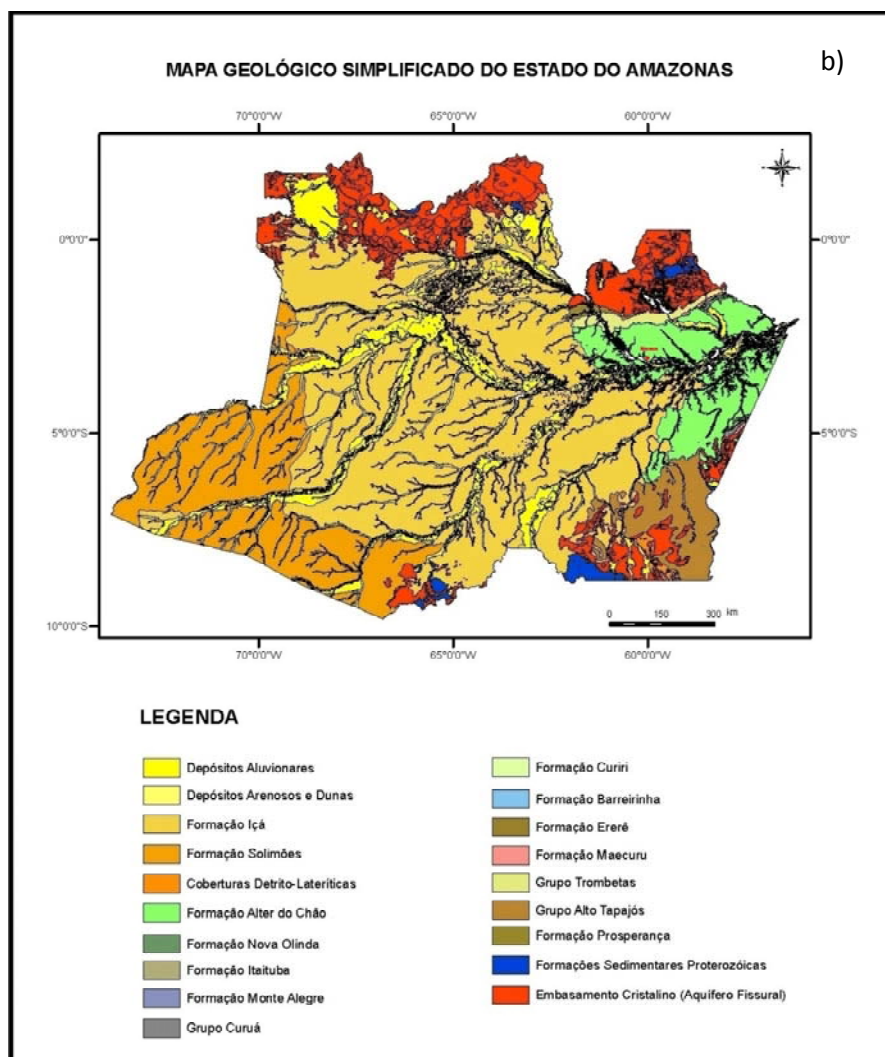 MAPA GEOLÓGICO SIMPLIFICADO DO ESTADO DO AMAZONAS
b)
70°0'0"W 65°0'0"W 60°0'0"W
0°0'0" 0°0'0"
5°0'0"S 5°0'0"S
0 150 300 km
10°0'0"S
70°0'0"W 65°0'0"W 60°0'0"W
LEGENDA
Depósitos Aluvionares
Depósitos Arenosos e Dunas
Formação Içá
Formação Solimões
Coberturas Detrito-Lateríticas
Formação Alter do Chão
Formação Nova Olinda
Formação Itaituba
Formação Monte Alegre
Grupo Curuá
Formação Curiri
Formação Barreirinha
Formação Ererê
Formação Maecuru
Grupo Trombetas
Grupo Alto Tapajós
Formação Prosperança
Formações Sedimentares Proterozóicas
Embasamento Cristalino (Aquífero Fissural)